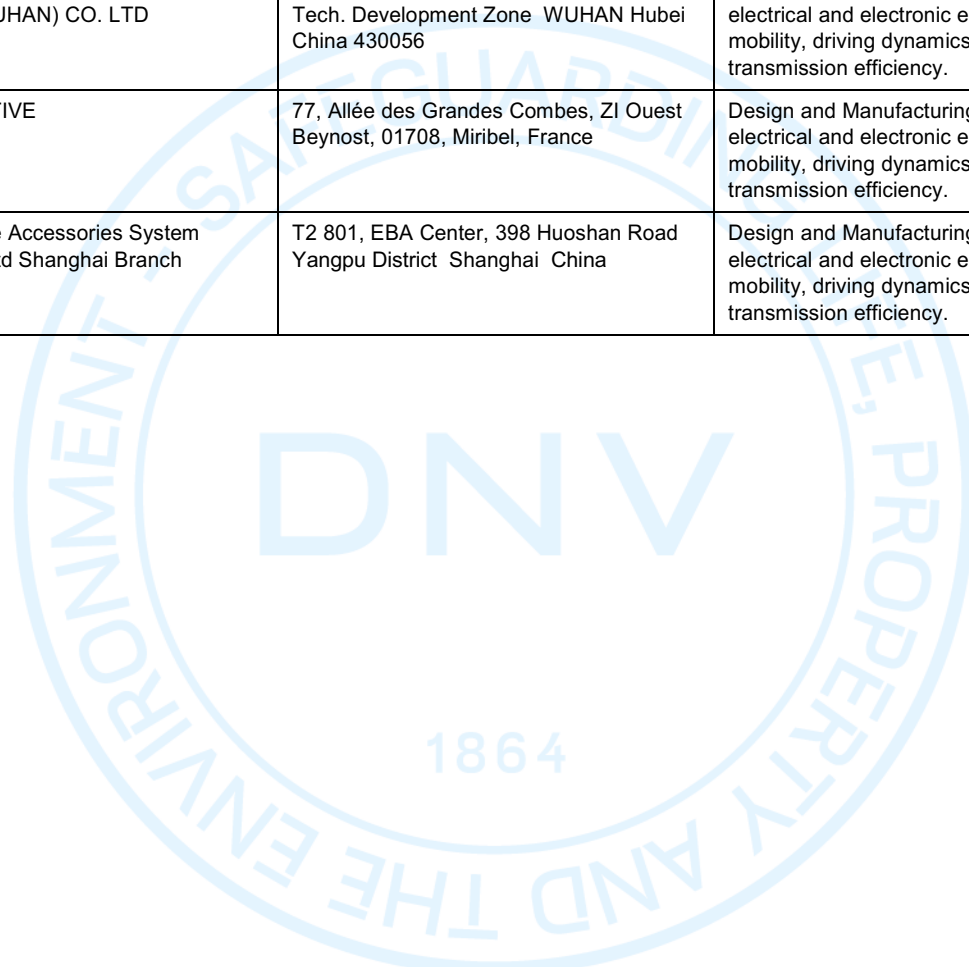 UHAN) CO. LTD
Tech. Development Zone WUHAN Hubei
China 430056
electrical and electronic e
mobility, driving dynamics
transmission efficiency.
TIVE
77, Allée des Grandes Combes, ZI Ouest
Beynost, 01708, Miribel, France
Design and Manufacturing
electrical and electronic e
mobility, driving dynamics
transmission efficiency.
e Accessories System
td Shanghai Branch
T2 801, EBA Center, 398 Huoshan Road
Yangpu District Shanghai China
Design and Manufacturing
electrical and electronic e
mobility, driving dynamics
transmission efficiency.
SAFEGUARDING LIFE, PROPERTY AND THE ENVIRONMENT -
DNV
1864